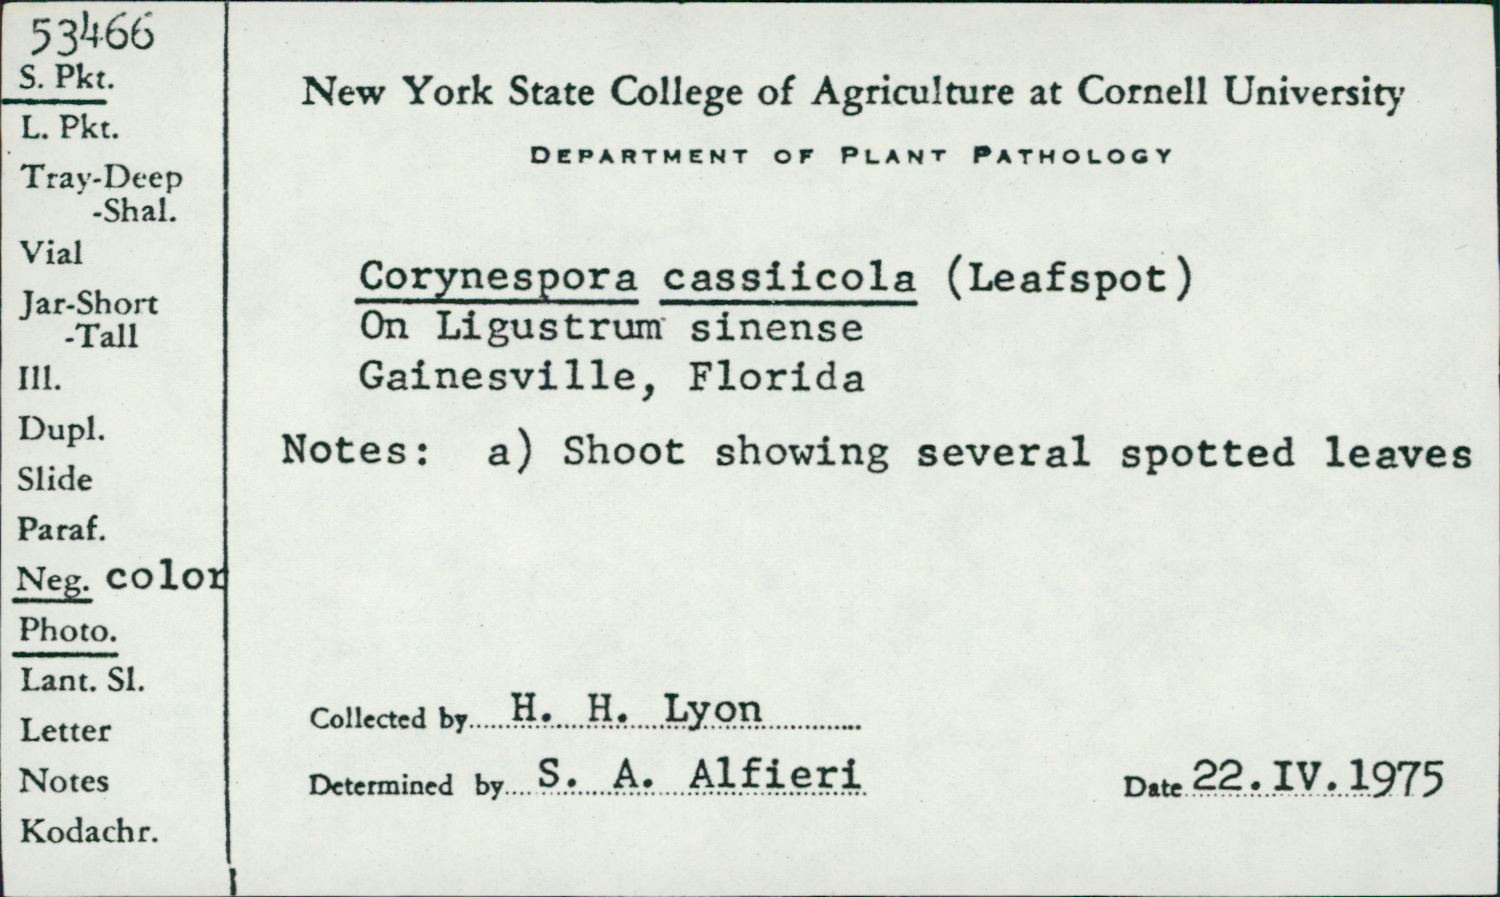 53466
S. Pkt.
L. Pkt.
Tray-Deep
-Shal.
Vial
Jar-Short
-Tall
Ill.
Dupl.
Slide
Paraf.
Neg. color
Photo.
Lant. Sl.
Letter
Notes
Kodachr.
New York State College of Agriculture at Cornell University
DEPARTMENT OF PLANT PATHOLOGY
Corynespora cassiicola (Leafspot)
On Ligustrum sinense
Gainesville, Florida
Notes: a) Shoot showing several spotted leaves
Collected by H. H. Lyon
Determined by S. A. Alfieri
Date 22.IV.1975